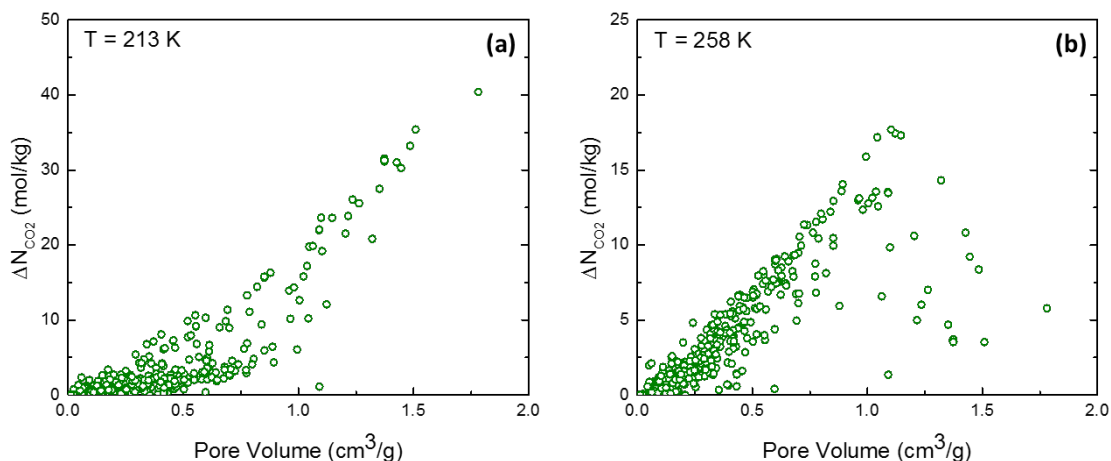 T = 213 K
(a)
50
40
30
20
10
0
0.0 0.5 1.0 1.5 2.0
ΔN_CO2 (mol/kg)
Pore Volume (cm³/g)
T = 258 K
(b)
25
20
15
10
5
0
0.0 0.5 1.0 1.5 2.0
ΔN_CO2 (mol/kg)
Pore Volume (cm³/g)